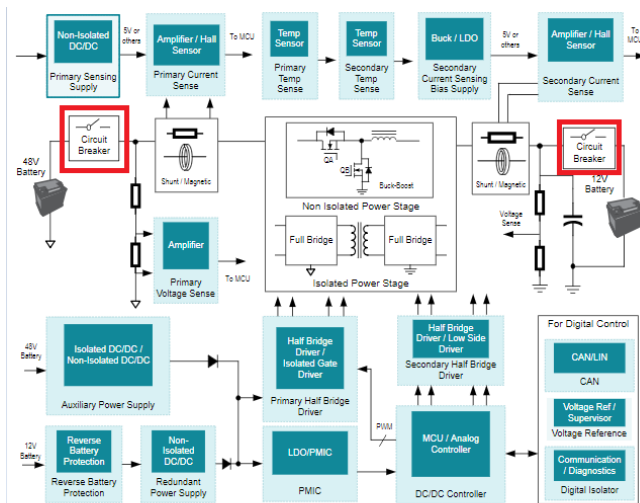 Non-Isolated
DC/DC
Primary Sensing
Supply
5V or
others
Amplifier / Hall
Sensor
Primary Current
Sense
To MCU
Temp
Sensor
Primary
Temp
Sense
Temp
Sensor
Secondary
Temp
Sense
Buck / LDO
Secondary
Current Sensing
Bias Supply
5V or
others
Amplifier / Hall
Sensor
Secondary Current
Sense
To
MCU
Circuit
Breaker
48V
Battery
Shunt / Magnetic
QA
QB
Buck-Boost
Non Isolated Power Stage
Full Bridge
Full Bridge
Isolated Power Stage
Shunt / Magnetic
Circuit
Breaker
12V
Battery
Voltage
Sense
Amplifier
Primary
Voltage Sense
To MCU
48V
Battery
Isolated DC/DC /
Non-Isolated DC/DC
Auxiliary Power Supply
Half Bridge
Driver /
Isolated Gate
Driver
Primary Half Bridge
Driver
Half Bridge
Driver / Low Side
Driver
Secondary Half Bridge
Driver
For Digital Control
CAN/LIN
CAN
Voltage Ref /
Supervisor
Voltage Reference
Communication
/ Diagnostics
Digital Isolator
12V
Battery
Reverse
Battery
Protection
Reverse Battery
Protection
Non-
Isolated
DC/DC
Redundant
Power Supply
LDO/PMIC
PMIC
PWM
MCU / Analog
Controller
DC/DC Controller